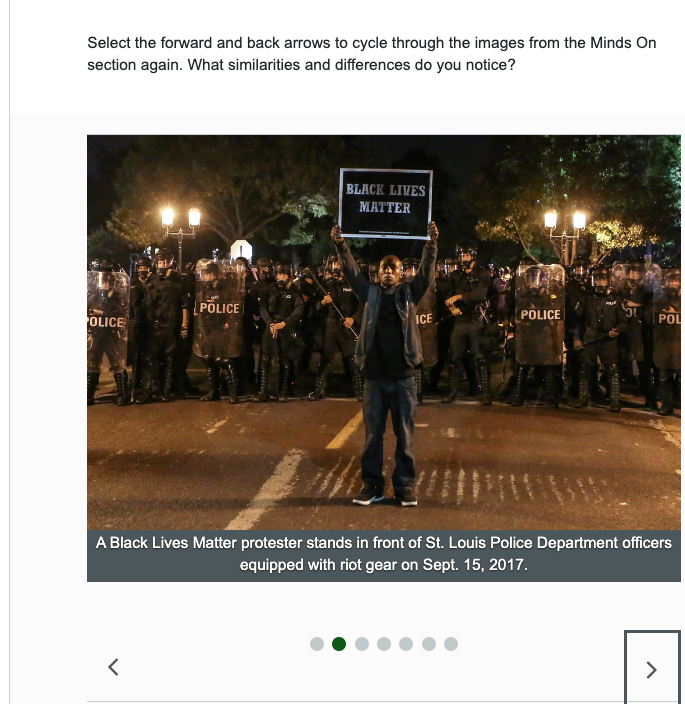 Select the forward and back arrows to cycle through the images from the Minds On
section again. What similarities and differences do you notice?
BLACK LIVES
MATTER
POLICE
POLICE
ICE
POLICE
POL
A Black Lives Matter protester stands in front of St. Louis Police Department officers
equipped with riot gear on Sept. 15, 2017.